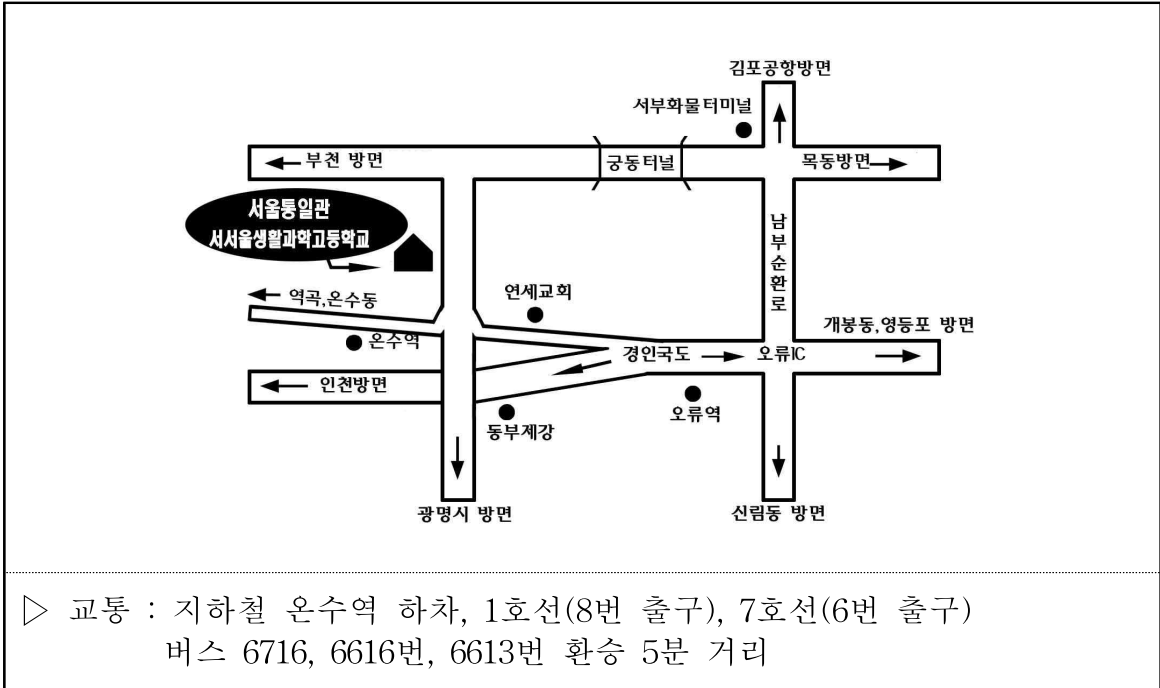 김포공항방면
서부화물터미널
부천 방면
궁동터널
목동방면
서울통일관
서서울생활과학고등학교
남부순환로
역곡,온수동
연세교회
개봉동,영등포 방면
온수역
경인국도
오류IC
인천방면
오류역
동부제강
광명시 방면
신림동 방면
▷ 교통 : 지하철 온수역 하차, 1호선(8번 출구), 7호선(6번 출구)
버스 6716, 6616번, 6613번 환승 5분 거리